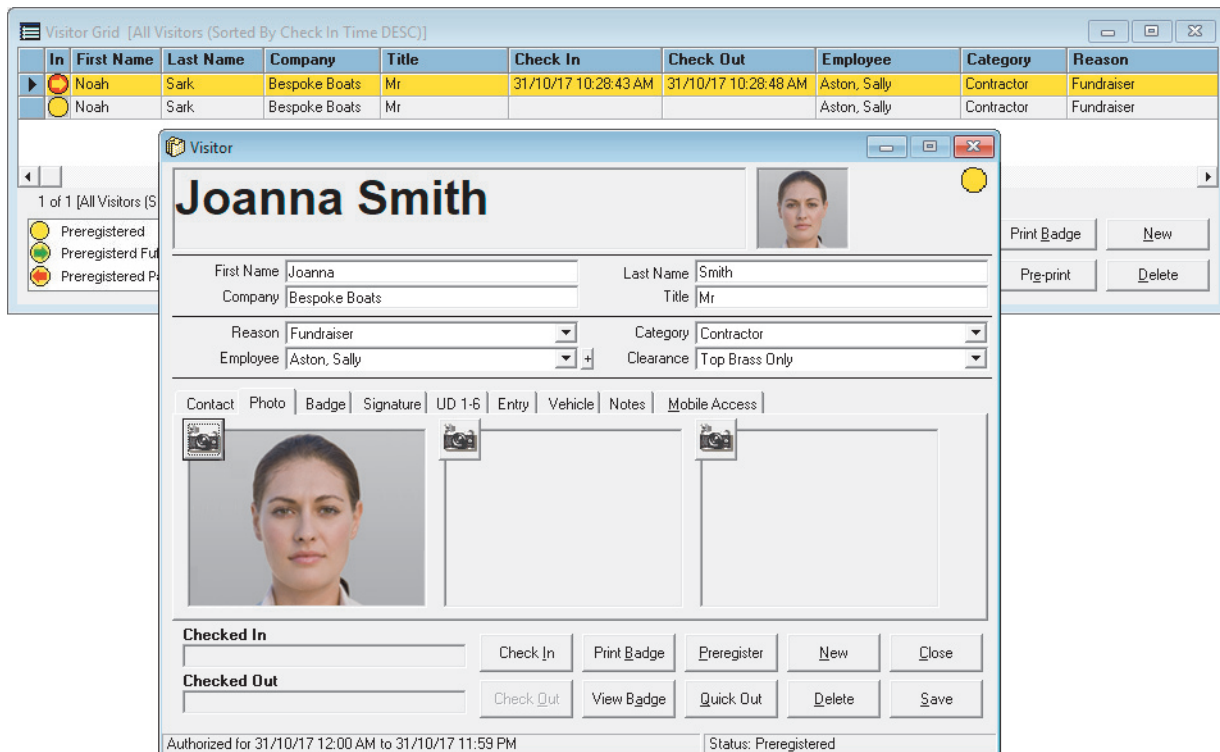 Visitor Grid [All Visitors (Sorted By Check In Time DESC)]
In First Name Last Name Company Title Check In Check Out Employee Category Reason
Noah Sark Bespoke Boats Mr 31/10/17 10:28:43 AM 31/10/17 10:28:48 AM Aston, Sally Contractor Fundraiser
Noah Sark Bespoke Boats Mr Aston, Sally Contractor Fundraiser
1 of 1 [All Visitors (S
Preregistered
Preregisterd Fu
Preregistered P
Print Badge New
Pre-print Delete
Visitor
Joanna Smith
First Name Joanna Last Name Smith
Company Bespoke Boats Title Mr
Reason Fundraiser Category Contractor
Employee Aston, Sally + Clearance Top Brass Only
Contact Photo Badge Signature UD 1-6 Entry Vehicle Notes Mobile Access
Checked In
Check In Print Badge Preregister New Close
Checked Out
Check Out View Badge Quick Out Delete Save
Authorized for 31/10/17 12:00 AM to 31/10/17 11:59 PM Status: Preregistered